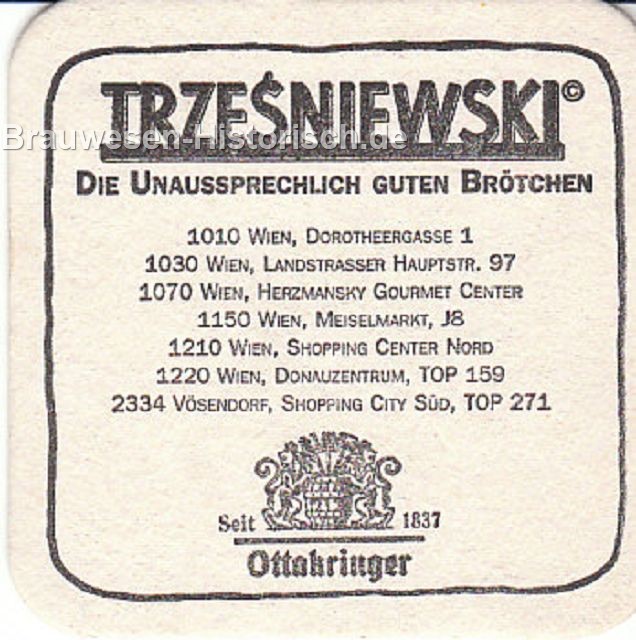 TRZEŚNIEWSKI©
Brauwesen-Historisch.de
DIE UNAUSSPRECHLICH GUTEN BRÖTCHEN
1010 WIEN, DOROTHEERGASSE 1
1030 WIEN, LANDSTRASSER HAUPTSTR. 97
1070 WIEN, HERZMANSKY GOURMET CENTER
1150 WIEN, MEISELMARKT, J8
1210 WIEN, SHOPPING CENTER NORD
1220 WIEN, DONAUZENTRUM, TOP 159
2334 VÖSENDORF, SHOPPING CITY SÜD, TOP 271
Seit 1837
Ottakringer